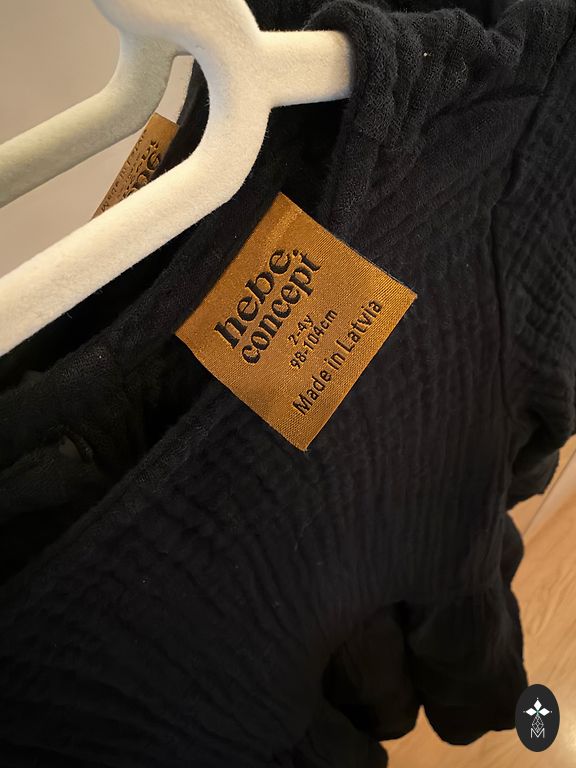 hebe.
concept
2-4y
98-104cm
Made in Latvia